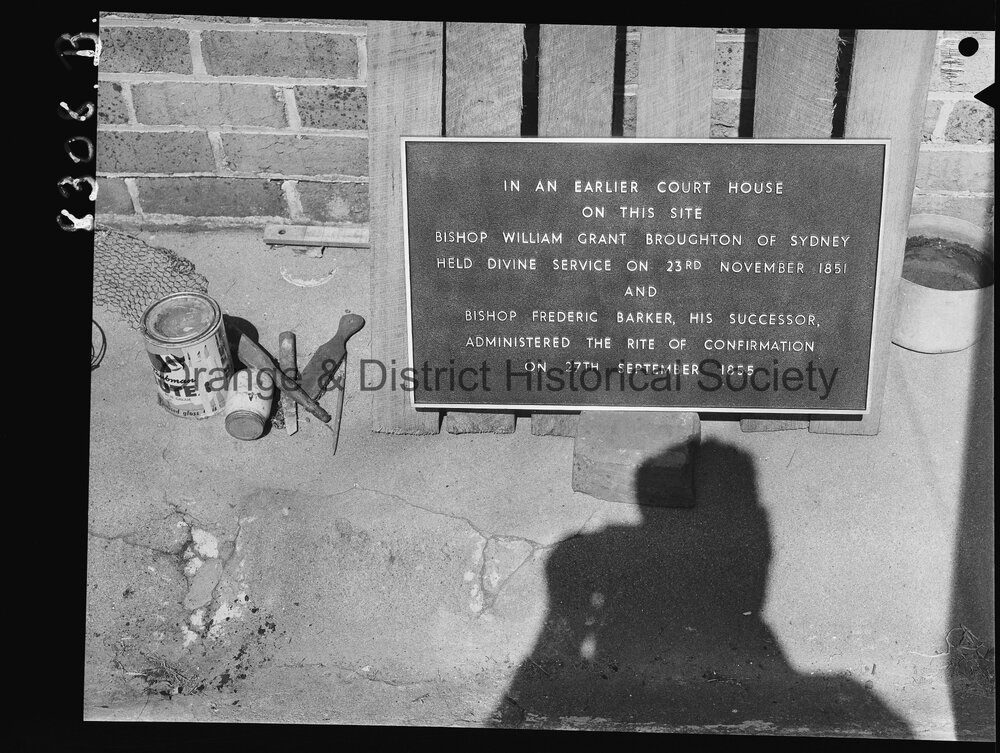 8306.B
IN AN EARLIER COURT HOUSE
ON THIS SITE
BISHOP WILLIAM GRANT BROUGHTON OF SYDNEY
HELD DIVINE SERVICE ON 23RD NOVEMBER 1851
AND
BISHOP FREDERIC BARKER, HIS SUCCESSOR,
ADMINISTERED THE RITE OF CONFIRMATION
ON 27TH SEPTEMBER 1855
Orange & District Historical Society